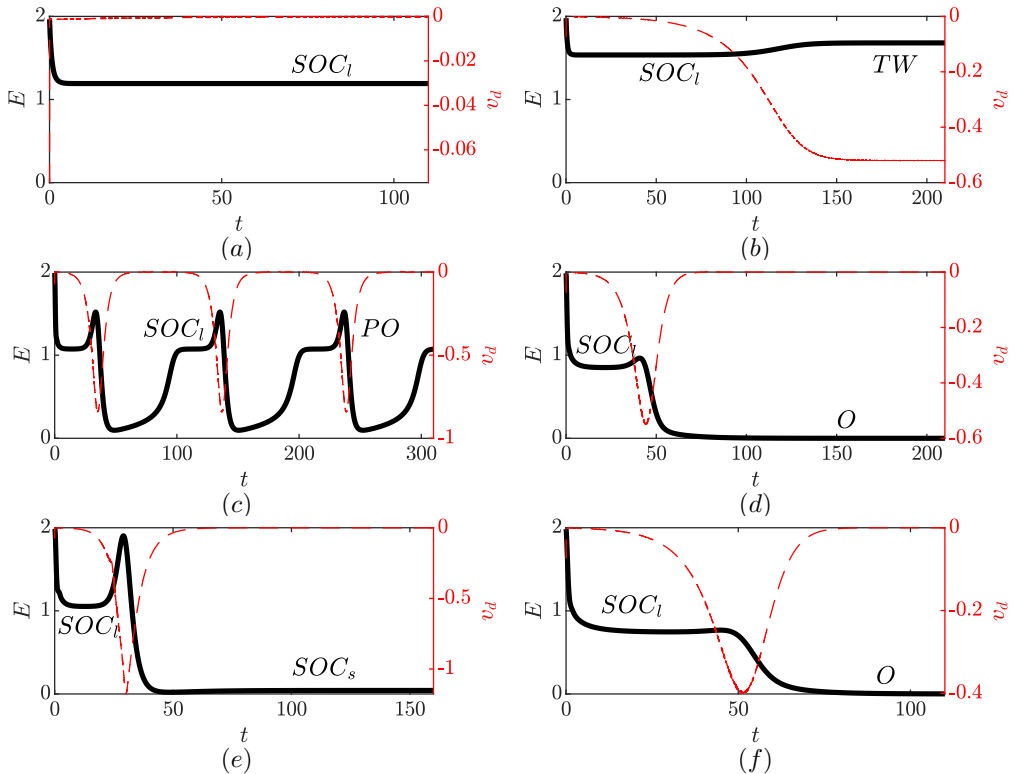 2
1
0
E
SOC_l
0
-0.02
-0.04
-0.06
v_d
0
50
100
t
(a)
2
1
0
E
SOC_l
TW
0
-0.2
-0.4
-0.6
v_d
0
50
100
150
200
t
(b)
2
1
0
E
SOC_l
PO
0
-0.5
-1
v_d
0
100
200
300
t
(c)
2
1
0
E
SOC_l
O
0
-0.2
-0.4
-0.6
v_d
0
50
100
150
200
t
(d)
2
1
0
E
SOC_l
SOC_s
0
-0.5
-1
v_d
0
50
100
150
t
(e)
2
1
0
E
SOC_l
O
0
-0.2
-0.4
v_d
0
50
100
t
(f)